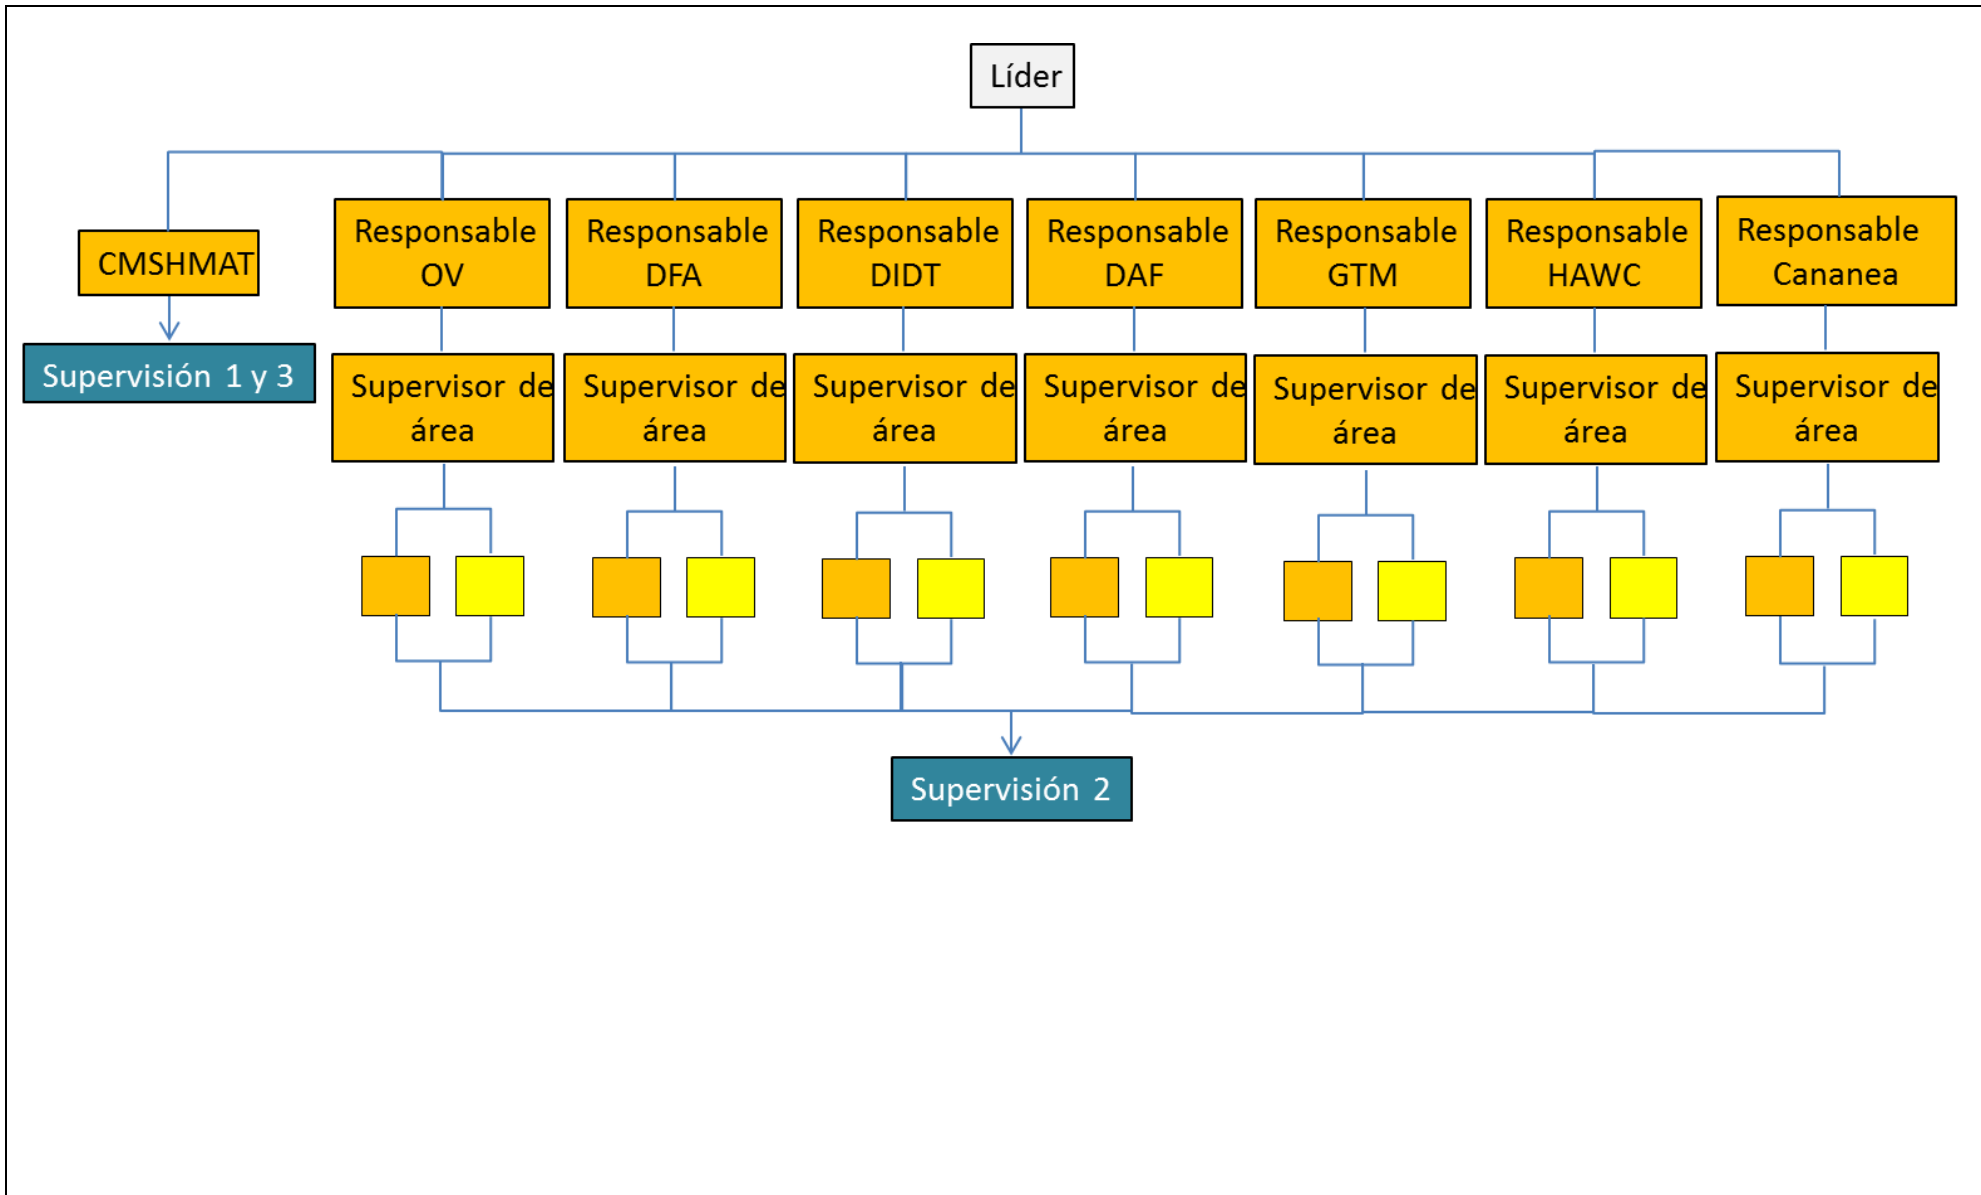 Líder
CMSHMAT
Supervisión 1 y 3
Responsable
OV
Responsable
DFA
Responsable
DIDT
Responsable
DAF
Responsable
GTM
Responsable
HAWC
Responsable
Cananea
Supervisor de
área
Supervisor de
área
Supervisor de
área
Supervisor de
área
Supervisor de
área
Supervisor de
área
Supervisor de
área
Supervisión 2